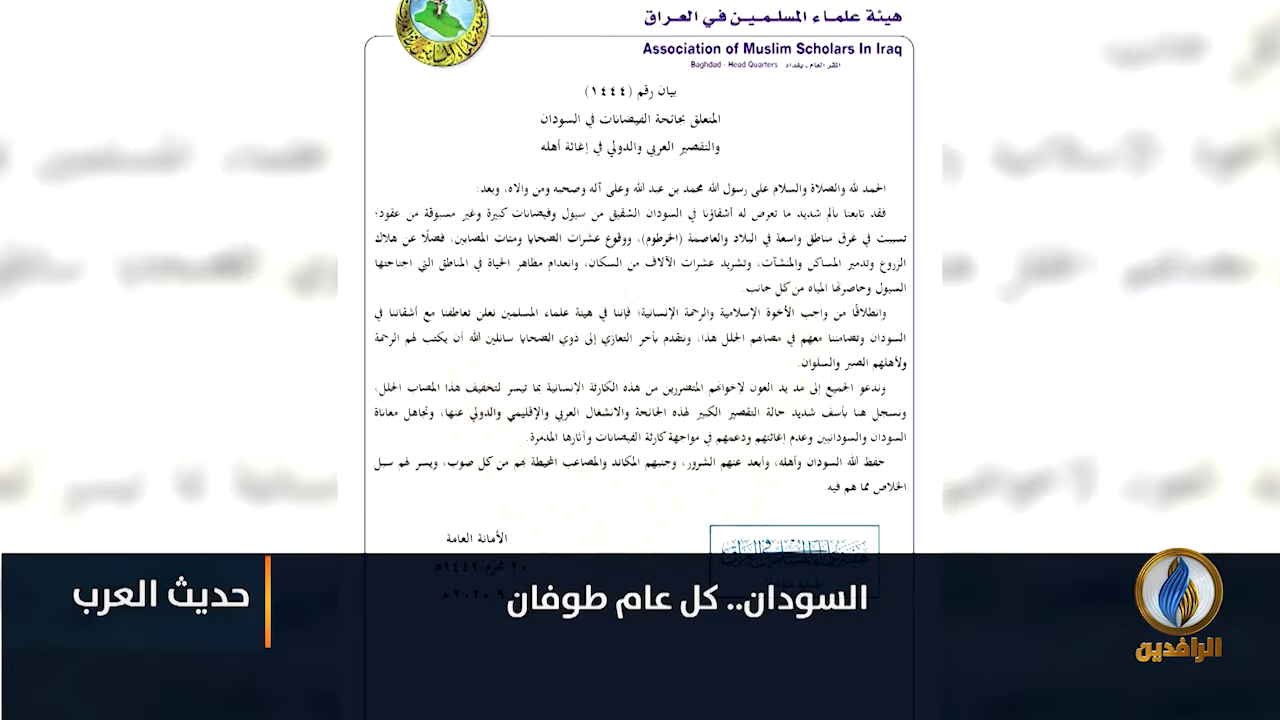 هيئة علماء المسلمين في العراق
Association of Muslim Scholars In Iraq
Baghdad - Head Quarters المقر العام - بغداد
بيان رقم (١٤٤٤)
المتعلق بجائحة الفيضانات في السودان
والتقصير العربي والدولي في إغاثة أهله
الحمد لله والصلاة والسلام على رسول الله محمد بن عبد الله وعلى آله وصحبه ومن والاه، وبعد:
فقد تابعنا بألم شديد ما تعرض له أشقاؤنا في السودان الشقيق من سيول وفيضانات كبيرة وغير مسبوقة من عقود؛
تسببت في غرق مناطق واسعة في البلاد والعاصمة (الخرطوم)، ووقوع عشرات الضحايا ومئات المصابين، فضلًا عن هلاك
الزروع وتدمير المساكن والمنشآت، وتشريد عشرات الآلاف من السكان، وانعدام مظاهر الحياة في المناطق التي اجتاحتها
السيول وحاصرتها المياه من كل جانب.
وانطلاقًا من واجب الأخوة الإسلامية والرحمة الإنسانية؛ فإننا في هيئة علماء المسلمين نعلن تعاطفنا مع أشقائنا في
السودان وتضامننا معهم في مصابهم الجلل هذا، ونتقدم بأحر التعازي إلى ذوي الضحايا سائلين الله أن يكتب لهم الرحمة
ولأهلهم الصبر والسلوان.
وندعو الجميع إلى مد يد العون لإخوانهم المتضررين من هذه الكارثة الإنسانية بما تيسر لتخفيف هذا المصاب الجلل،
ونسجل هنا بأسف شديد حالة التقصير الكبير لهذه الجائحة والانشغال العربي والإقليمي والدولي عنها، وتجاهل معاناة
السودان والسودانيين وعدم إغاثتهم ودعمهم في مواجهة كارثة الفيضانات وآثارها المدمرة.
حفظ الله السودان وأهله، وأبعد عنهم الشرور، وجنبهم المكائد والمصاعب المحيطة بهم من كل صوب، ويسر لهم سبل
الخلاص مما هم فيه.
الأمانة العامة
هيئة علماء المسلمين في العراق
٢٠ محرم/١٤٤٢هـ
السودان.. كل عام طوفان
حديث العرب
الرافدين